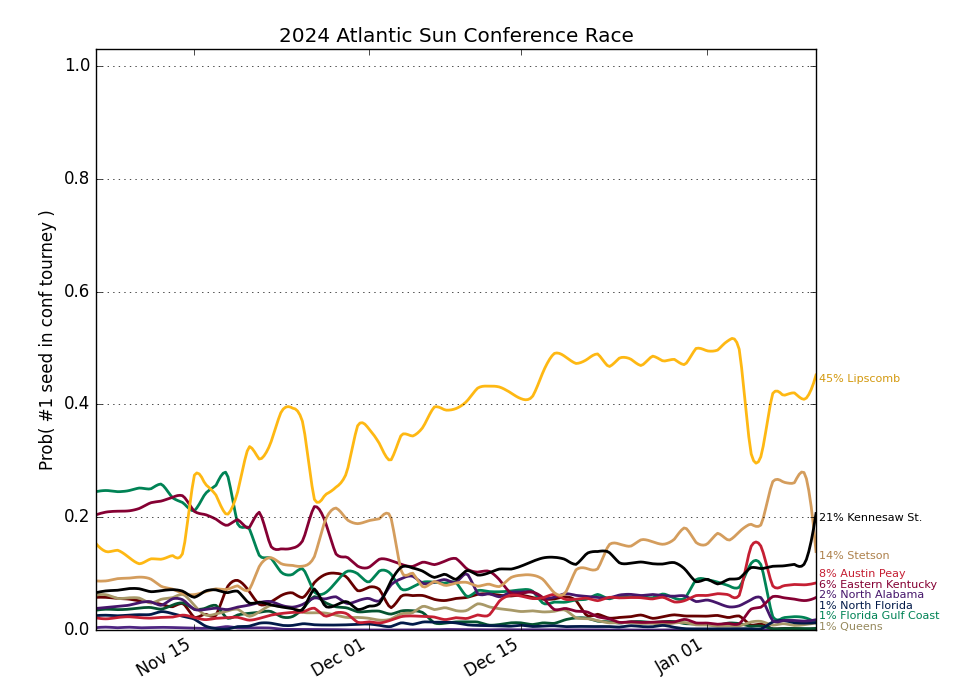 2024 Atlantic Sun Conference Race
Prob( #1 seed in conf tourney )
1.0
0.8
0.6
0.4
0.2
0.0
Nov 15
Dec 01
Dec 15
Jan 01
45% Lipscomb
21% Kennesaw St.
14% Stetson
8% Austin Peay
6% Eastern Kentucky
2% North Alabama
1% North Florida
1% Florida Gulf Coast
1% Queens